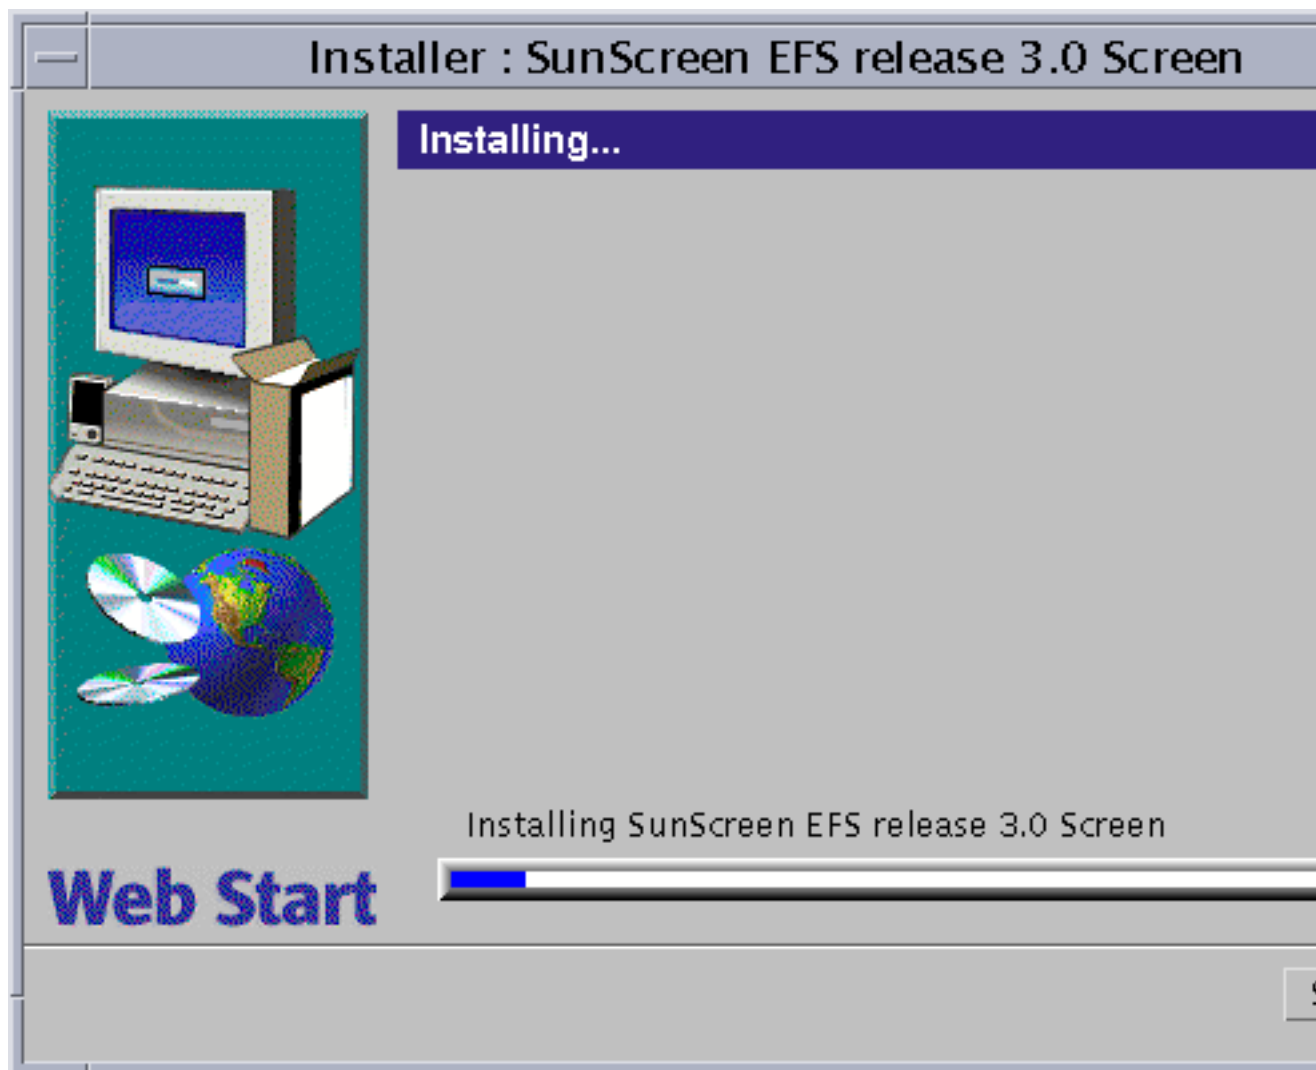 Installer : SunScreen EFS release 3.0 Screen
Installing...
Installing SunScreen EFS release 3.0 Screen
Web Start